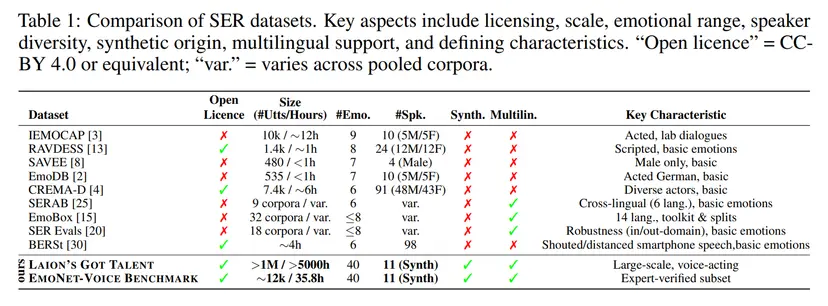 Table 1: Comparison of SER datasets. Key aspects include licensing, scale, emotional range, speaker
diversity, synthetic origin, multilingual support, and defining characteristics. “Open licence” = CC-
BY 4.0 or equivalent; “var.” = varies across pooled corpora.
Dataset Open Licence Size (#Utts/Hours) #Emo. #Spk. Synth. Multilin. Key Characteristic
IEMOCAP [3] ✗ 10k / ∼12h 9 10 (5M/5F) ✗ ✗ Acted, lab dialogues
RAVDESS [13] ✓ 1.4k / ∼1h 8 24 (12M/12F) ✗ ✗ Scripted, basic emotions
SAVEE [8] ✗ 480 / <1h 7 4 (Male) ✗ ✗ Male only, basic
EmoDB [2] ✗ 535 / <1h 7 10 (5M/5F) ✗ ✗ Acted German, basic
CREMA-D [4] ✓ 7.4k / ∼6h 6 91 (48M/43F) ✗ ✗ Diverse actors, basic
SERAB [25] ✗ 9 corpora / var. 6 var. ✗ ✓ Cross-lingual (6 lang.), basic emotions
EmoBox [15] ✗ 32 corpora / var. ≤8 var. ✗ ✓ 14 lang., toolkit & splits
SER Evals [20] ✗ 18 corpora / var. ≤8 var. ✗ ✓ Robustness (in/out-domain), basic emotions
BERSt [30] ✓ ∼4h 6 98 ✗ ✗ Shouted/distanced smartphone speech,basic emotions
ours
LAION'S GOT TALENT ✓ >1M / >5000h 40 11 (Synth) ✓ ✓ Large-scale, voice-acting
EMONET-VOICE BENCHMARK ✓ ∼12k / 35.8h 40 11 (Synth) ✓ ✓ Expert-verified subset